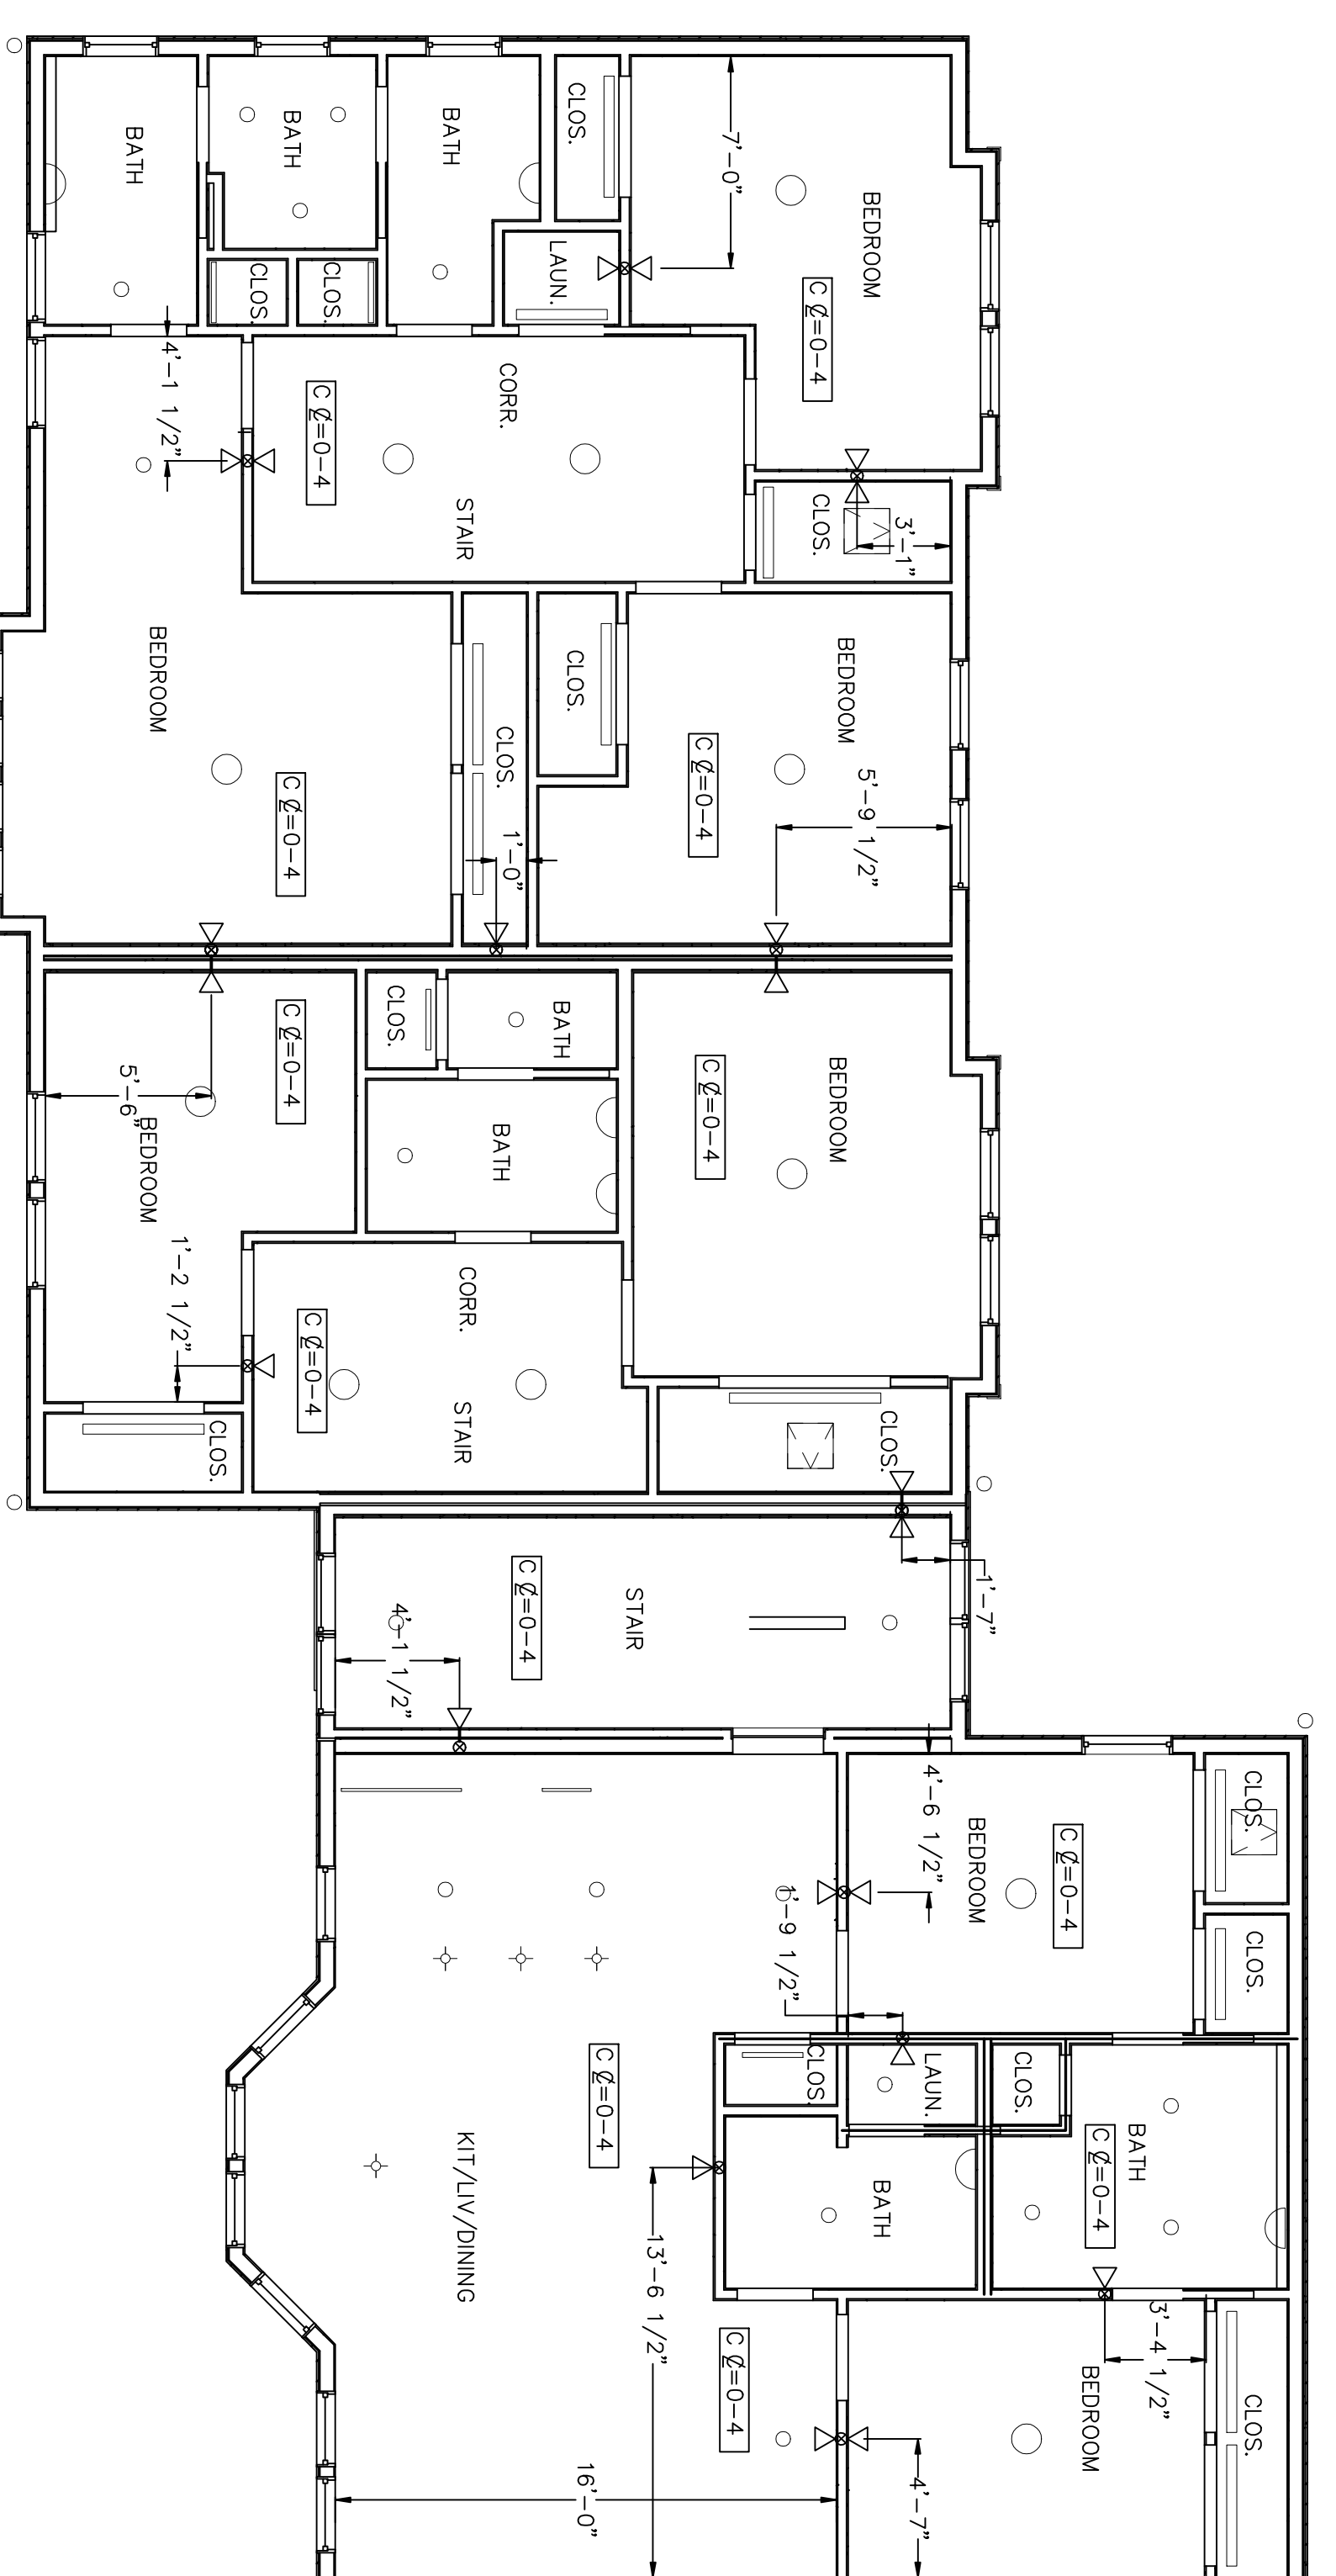 BATH
BATH
BATH
CLOS.
7'-0"
BEDROOM
C ₵=0-4
LAUN.
CLOS.
CLOS.
4'-1 1/2"
C ₵=0-4
CORR.
STAIR
CLOS.
3'-1"
BEDROOM
C ₵=0-4
CLOS.
1'-0"
CLOS.
BEDROOM
C ₵=0-4
5'-9 1/2"
C ₵=0-4
5'-6"
BEDROOM
1'-2 1/2"
CLOS.
CLOS.
BATH
BATH
BEDROOM
C ₵=0-4
CORR.
STAIR
C ₵=0-4
CLOS.
STAIR
C ₵=0-4
4'-1 1/2"
1'-7"
4'-6 1/2"
BEDROOM
C ₵=0-4
CLOS.
CLOS.
1'-9 1/2"
C ₵=0-4
KIT/LIV/DINING
CLOS.
LAUN.
CLOS.
BATH
C ₵=0-4
BATH
13'-6 1/2"
C ₵=0-4
3'-4 1/2"
BEDROOM
CLOS.
16'-0"
4'-7"